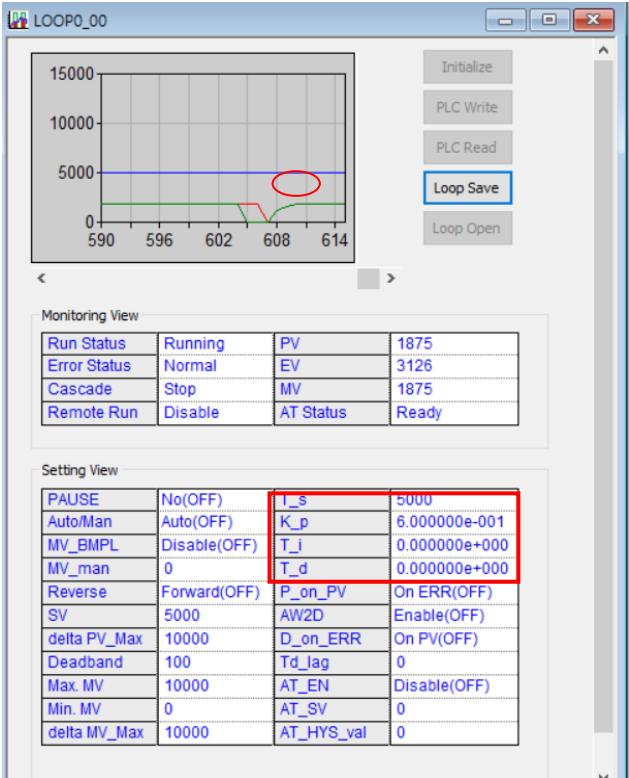 LOOP0_00
15000
10000
5000
0
590 596 602 608 614
Initialize
PLC Write
PLC Read
Loop Save
Loop Open
Monitoring View
Run Status Running PV 1875
Error Status Normal EV 3126
Cascade Stop MV 1875
Remote Run Disable AT Status Ready
Setting View
PAUSE No(OFF) T_s 5000
Auto/Man Auto(OFF) K_p 6.000000e-001
MV_BMPL Disable(OFF) T_i 0.000000e+000
MV_man 0 T_d 0.000000e+000
Reverse Forward(OFF) P_on_PV On ERR(OFF)
SV 5000 AW2D Enable(OFF)
delta PV_Max 10000 D_on_ERR On PV(OFF)
Deadband 100 Td_lag 0
Max. MV 10000 AT_EN Disable(OFF)
Min. MV 0 AT_SV 0
delta MV_Max 10000 AT_HYS_val 0